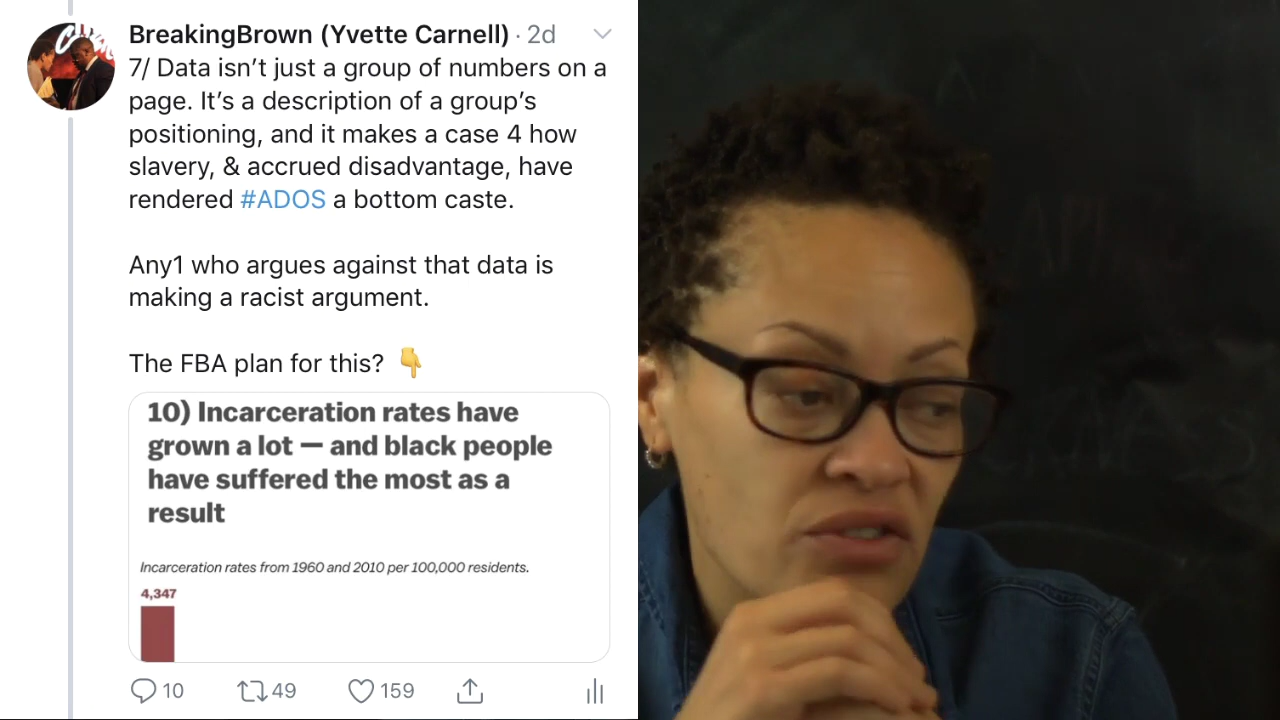 BreakingBrown (Yvette Carnell) · 2d
7/ Data isn’t just a group of numbers on a
page. It’s a description of a group’s
positioning, and it makes a case 4 how
slavery, & accrued disadvantage, have
rendered #ADOS a bottom caste.
Any1 who argues against that data is
making a racist argument.
The FBA plan for this? 👇
10) Incarceration rates have
grown a lot — and black people
have suffered the most as a
result
Incarceration rates from 1960 and 2010 per 100,000 residents.
4,347
10 49 159